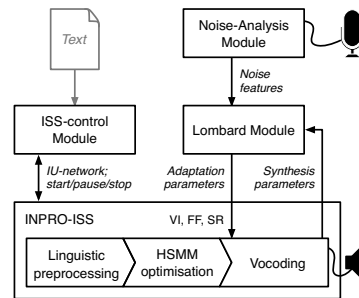 Text
Noise-Analysis
Module
Noise
features
ISS-control
Module
Lombard Module
IU-network;
start/pause/stop
Adaptation
parameters
Synthesis
parameters
INPRO-ISS
VI, FF, SR
Linguistic
preprocessing
HSMM
optimisation
Vocoding